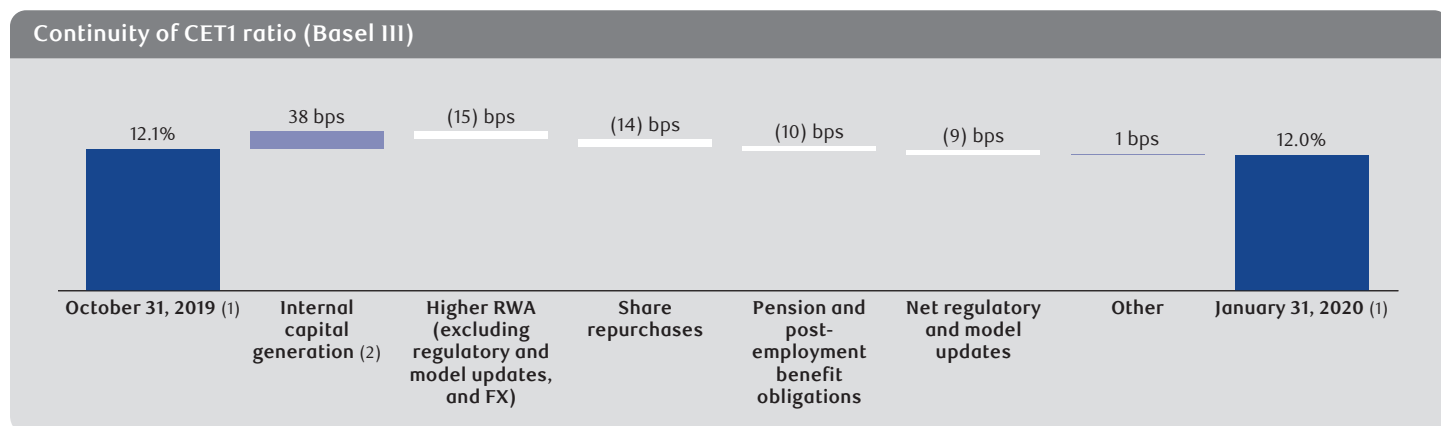 Continuity of CET1 ratio (Basel III)
12.1%
38 bps
(15) bps
(14) bps
(10) bps
(9) bps
1 bps
12.0%
October 31, 2019 (1)
Internal
capital
generation (2)
Higher RWA
(excluding
regulatory and
model updates,
and FX)
Share
repurchases
Pension and
post-
employment
benefit
obligations
Net regulatory
and model
updates
Other
January 31, 2020 (1)